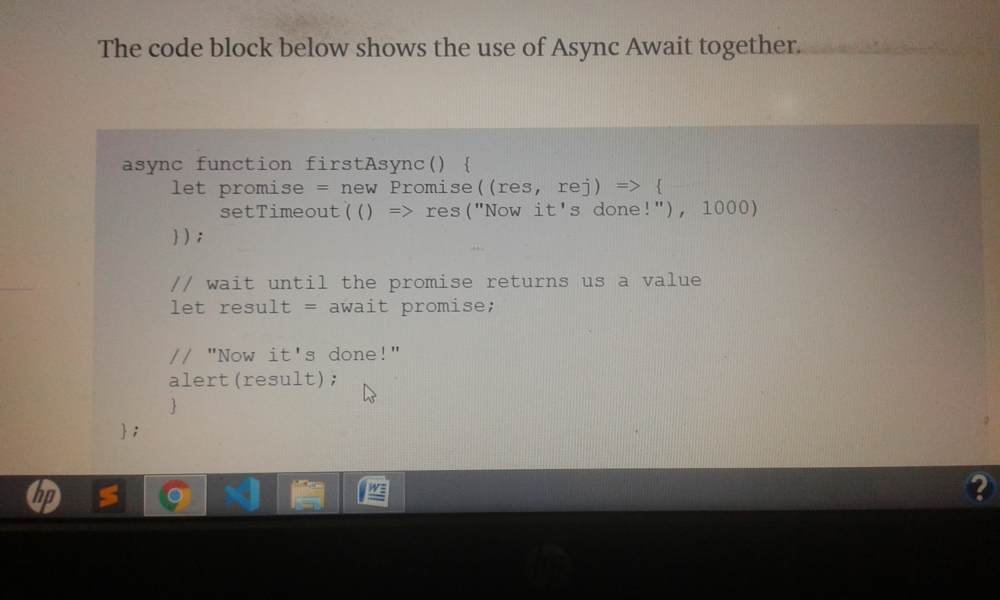 The code block below shows the use of Async Await together.
async function firstAsync() {
    let promise = new Promise((res, rej) => {
        setTimeout(() => res("Now it's done!"), 1000)
    });
    // wait until the promise returns us a value
    let result = await promise;
    // "Now it's done!"
    alert(result);
    }
};
hp
W
?